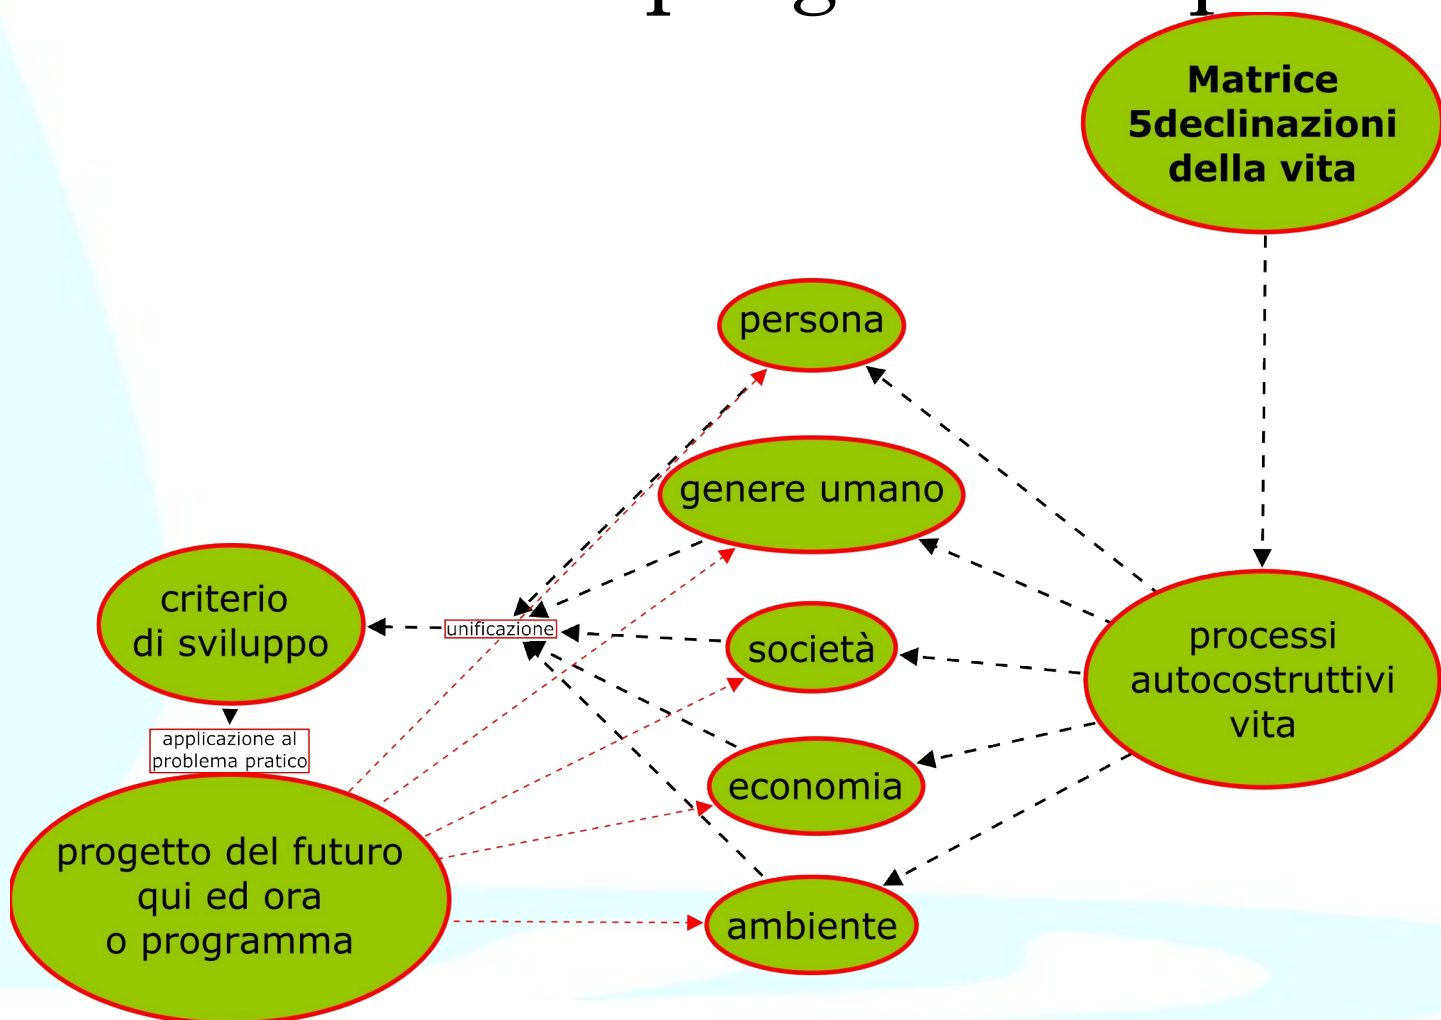 Matrice
5declinazioni
della vita
persona
genere umano
criterio
di sviluppo
unificazione
società
processi
autocostruttivi
vita
applicazione al
problema pratico
economia
progetto del futuro
qui ed ora
o programma
ambiente